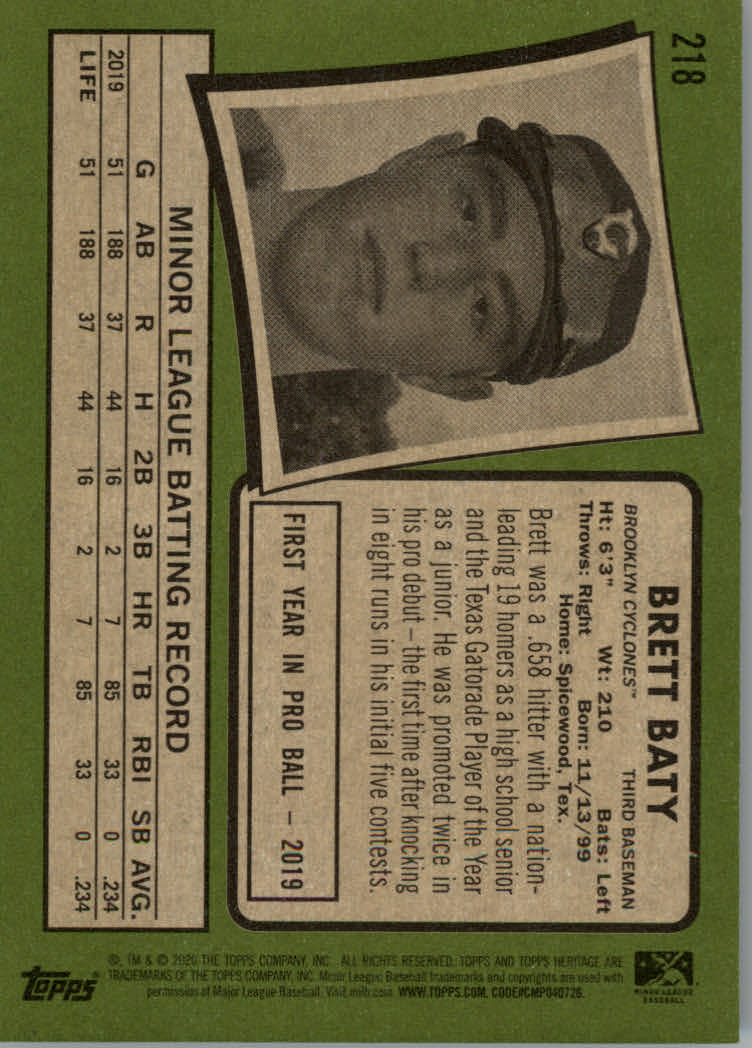 218
BRETT BATY
BROOKLYN CYCLONES™ THIRD BASEMAN
Ht: 6'3" Wt: 210 Bats: Left
Throws: Right Born: 11/13/99
Home: Spicewood, Tex.
Brett was a .658 hitter with a nation-
leading 19 homers as a high school senior
and the Texas Gatorade Player of the Year
as a junior. He was promoted twice in
his pro debut – the first time after knocking
in eight runs in his initial five contests.
FIRST YEAR IN PRO BALL – 2019
MINOR LEAGUE BATTING RECORD
G AB R H 2B 3B HR TB RBI SB AVG.
2019 51 188 37 44 16 2 7 85 33 0 .234
LIFE 51 188 37 44 16 2 7 85 33 0 .234
MINOR LEAGUE
BASEBALL
®, TM & © 2020 THE TOPPS COMPANY, INC. ALL RIGHTS RESERVED. TOPPS AND TOPPS HERITAGE ARE
TRADEMARKS OF THE TOPPS COMPANY, INC. Minor League Baseball trademarks and copyrights are used with
permission of Major League Baseball. Visit milb.com. WWW.TOPPS.COM. CODE#CMP040726.
topps®